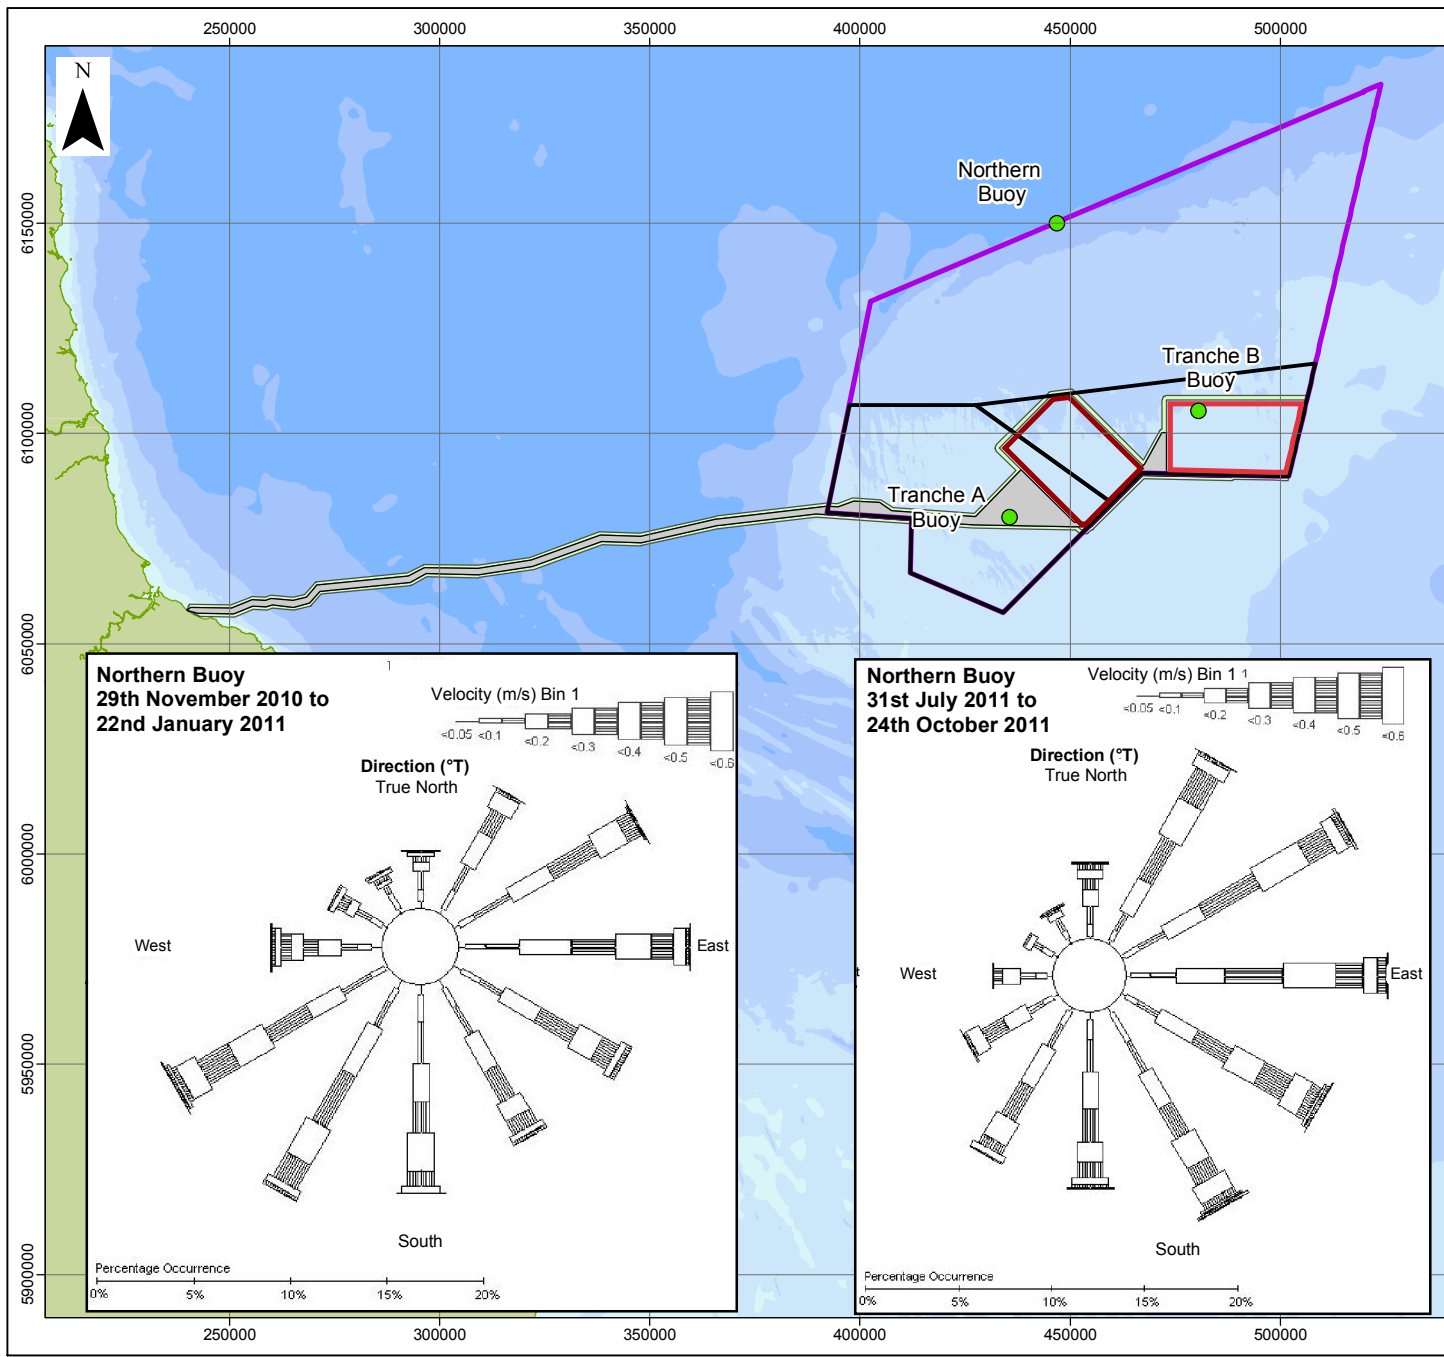 250000 300000 350000 400000 450000 500000
N
6150000
6100000
6050000
6000000
5950000
5900000
Northern
Buoy
Tranche B
Buoy
Tranche A
Buoy
Northern Buoy
29th November 2010 to
22nd January 2011
1
Velocity (m/s) Bin 1
<0.05 <0.1 <0.2 <0.3 <0.4 <0.5 <0.6
Direction (°T)
True North
West
East
South
Percentage Occurrence
0% 5% 10% 15% 20%
Northern Buoy
31st July 2011 to
24th October 2011
Velocity (m/s) Bin 1 1
<0.05 <0.1 <0.2 <0.3 <0.4 <0.5 <0.6
Direction (°T)
True North
t
West
East
South
Percentage Occurrence
0% 5% 10% 15% 20%
250000 300000 350000 400000 450000 500000